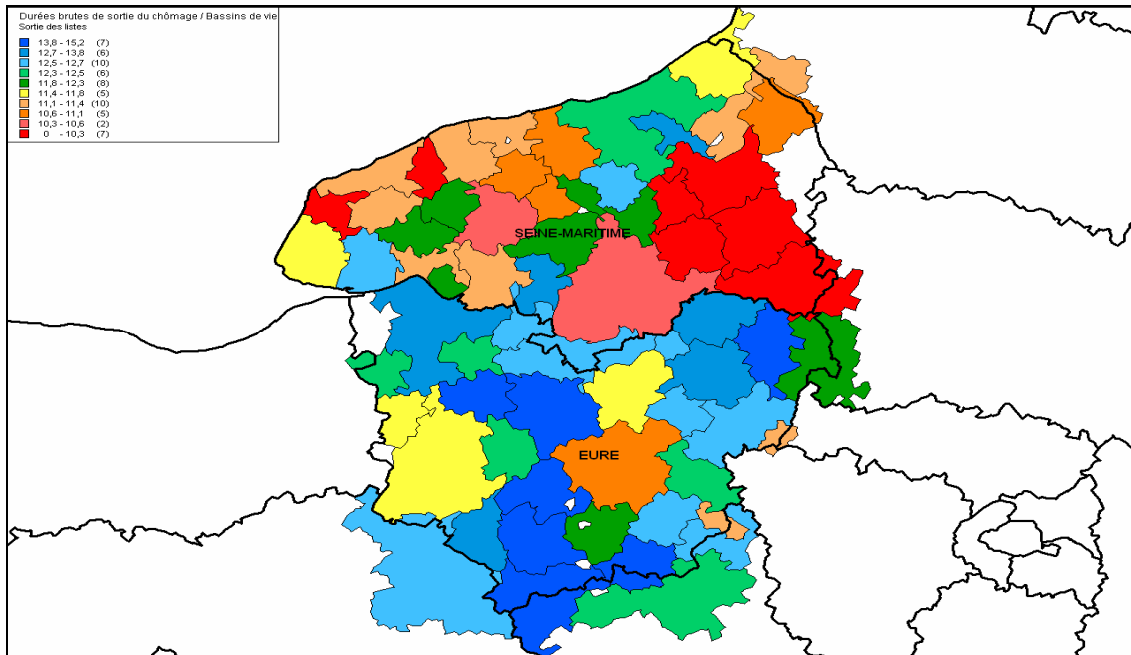 Durées brutes de sortie du chômage / Bassins de vie
Sortie des listes
13,8 - 15,2 (7)
12,7 - 13,8 (6)
12,5 - 12,7 (10)
12,3 - 12,5 (6)
11,8 - 12,3 (8)
11,4 - 11,8 (5)
11,1 - 11,4 (10)
10,6 - 11,1 (5)
10,3 - 10,6 (2)
0 - 10,3 (7)
SEINE-MARITIME
EURE